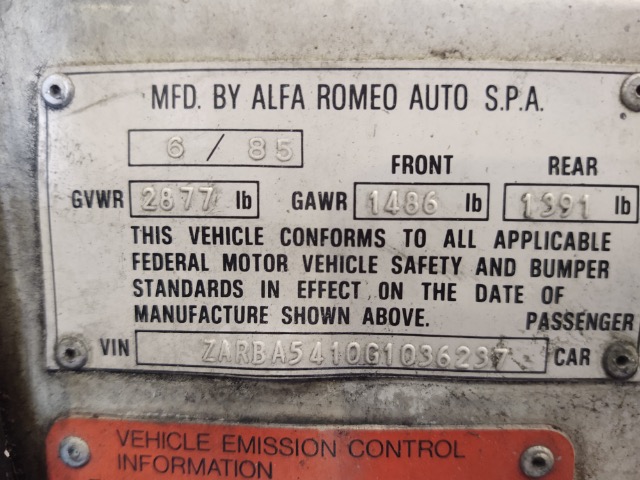 MFD. BY ALFA ROMEO AUTO S.P.A.
6 / 85
FRONT REAR
GVWR 2877 lb GAWR 1486 lb 1391 lb
THIS VEHICLE CONFORMS TO ALL APPLICABLE
FEDERAL MOTOR VEHICLE SAFETY AND BUMPER
STANDARDS IN EFFECT ON THE DATE OF
MANUFACTURE SHOWN ABOVE. PASSENGER
VIN ZARBA5410G1036237 CAR
VEHICLE EMISSION CONTROL
INFORMATION